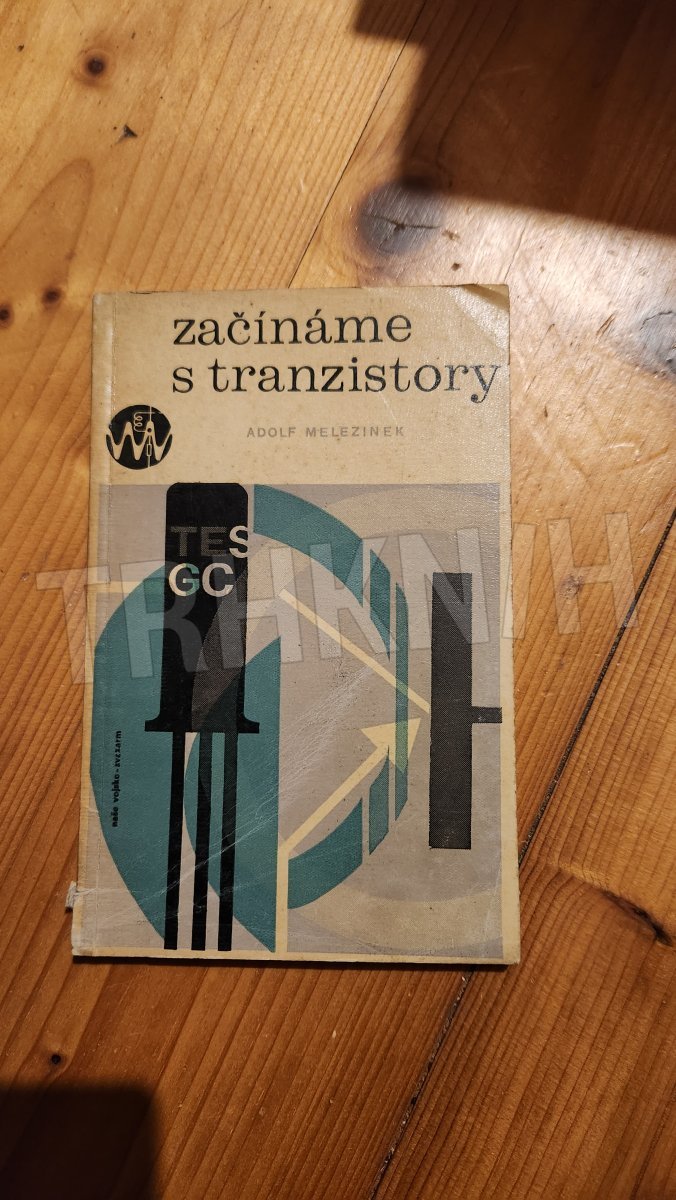 začínáme
s tranzistory
ADOLF MELEZINEK
TES
GC
TRHKNIH
naše vojsko - svazarm